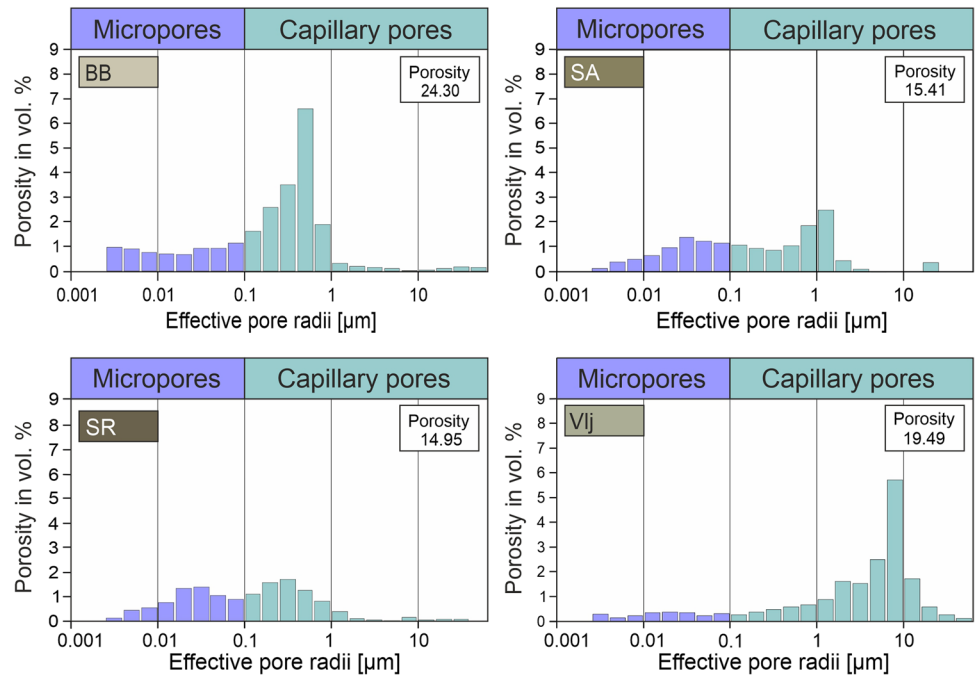 Micropores Capillary pores
9
8
7
6
5
4
3
2
1
0
Porosity in vol. %
BB
Porosity
24.30
0.001 0.01 0.1 1 10
Effective pore radii [µm]
Micropores Capillary pores
9
8
7
6
5
4
3
2
1
0
Porosity in vol. %
SA
Porosity
15.41
0.001 0.01 0.1 1 10
Effective pore radii [µm]
Micropores Capillary pores
9
8
7
6
5
4
3
2
1
0
Porosity in vol. %
SR
Porosity
14.95
0.001 0.01 0.1 1 10
Effective pore radii [µm]
Micropores Capillary pores
9
8
7
6
5
4
3
2
1
0
Porosity in vol. %
Vlj
Porosity
19.49
0.001 0.01 0.1 1 10
Effective pore radii [µm]